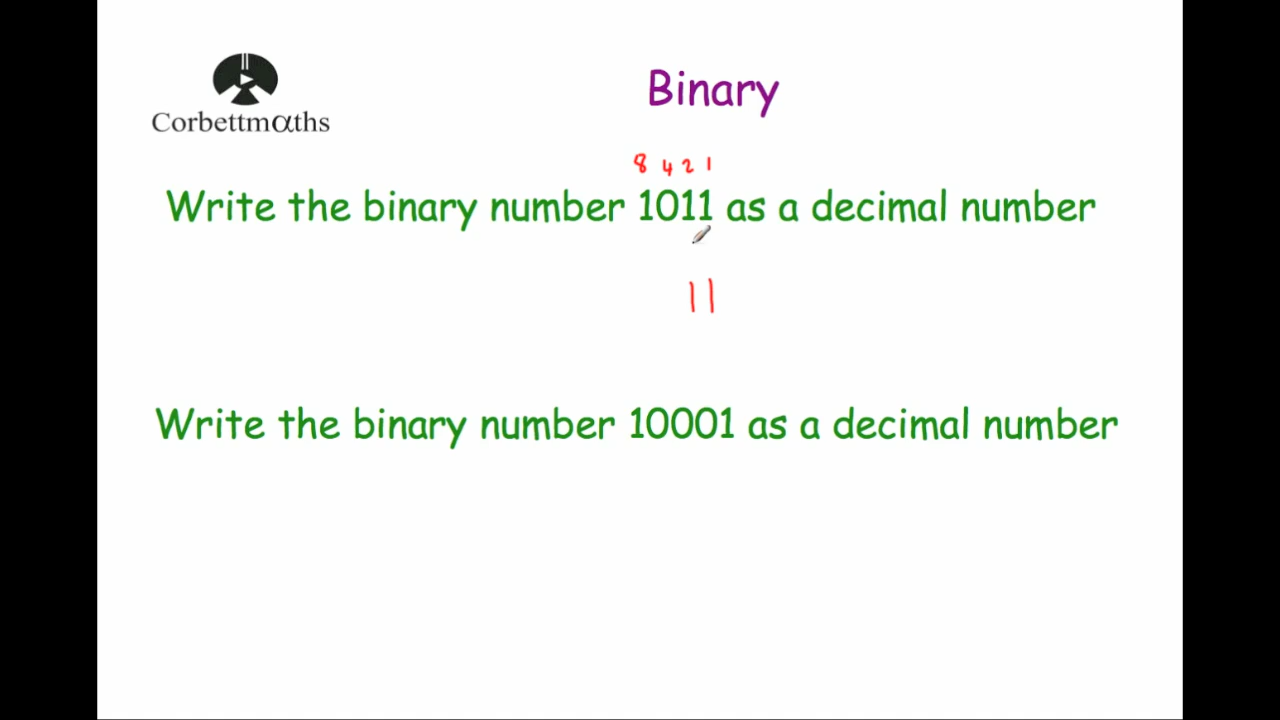 Binary
Corbettmαths
8 4 2 1
Write the binary number 1011 as a decimal number
11
Write the binary number 10001 as a decimal number